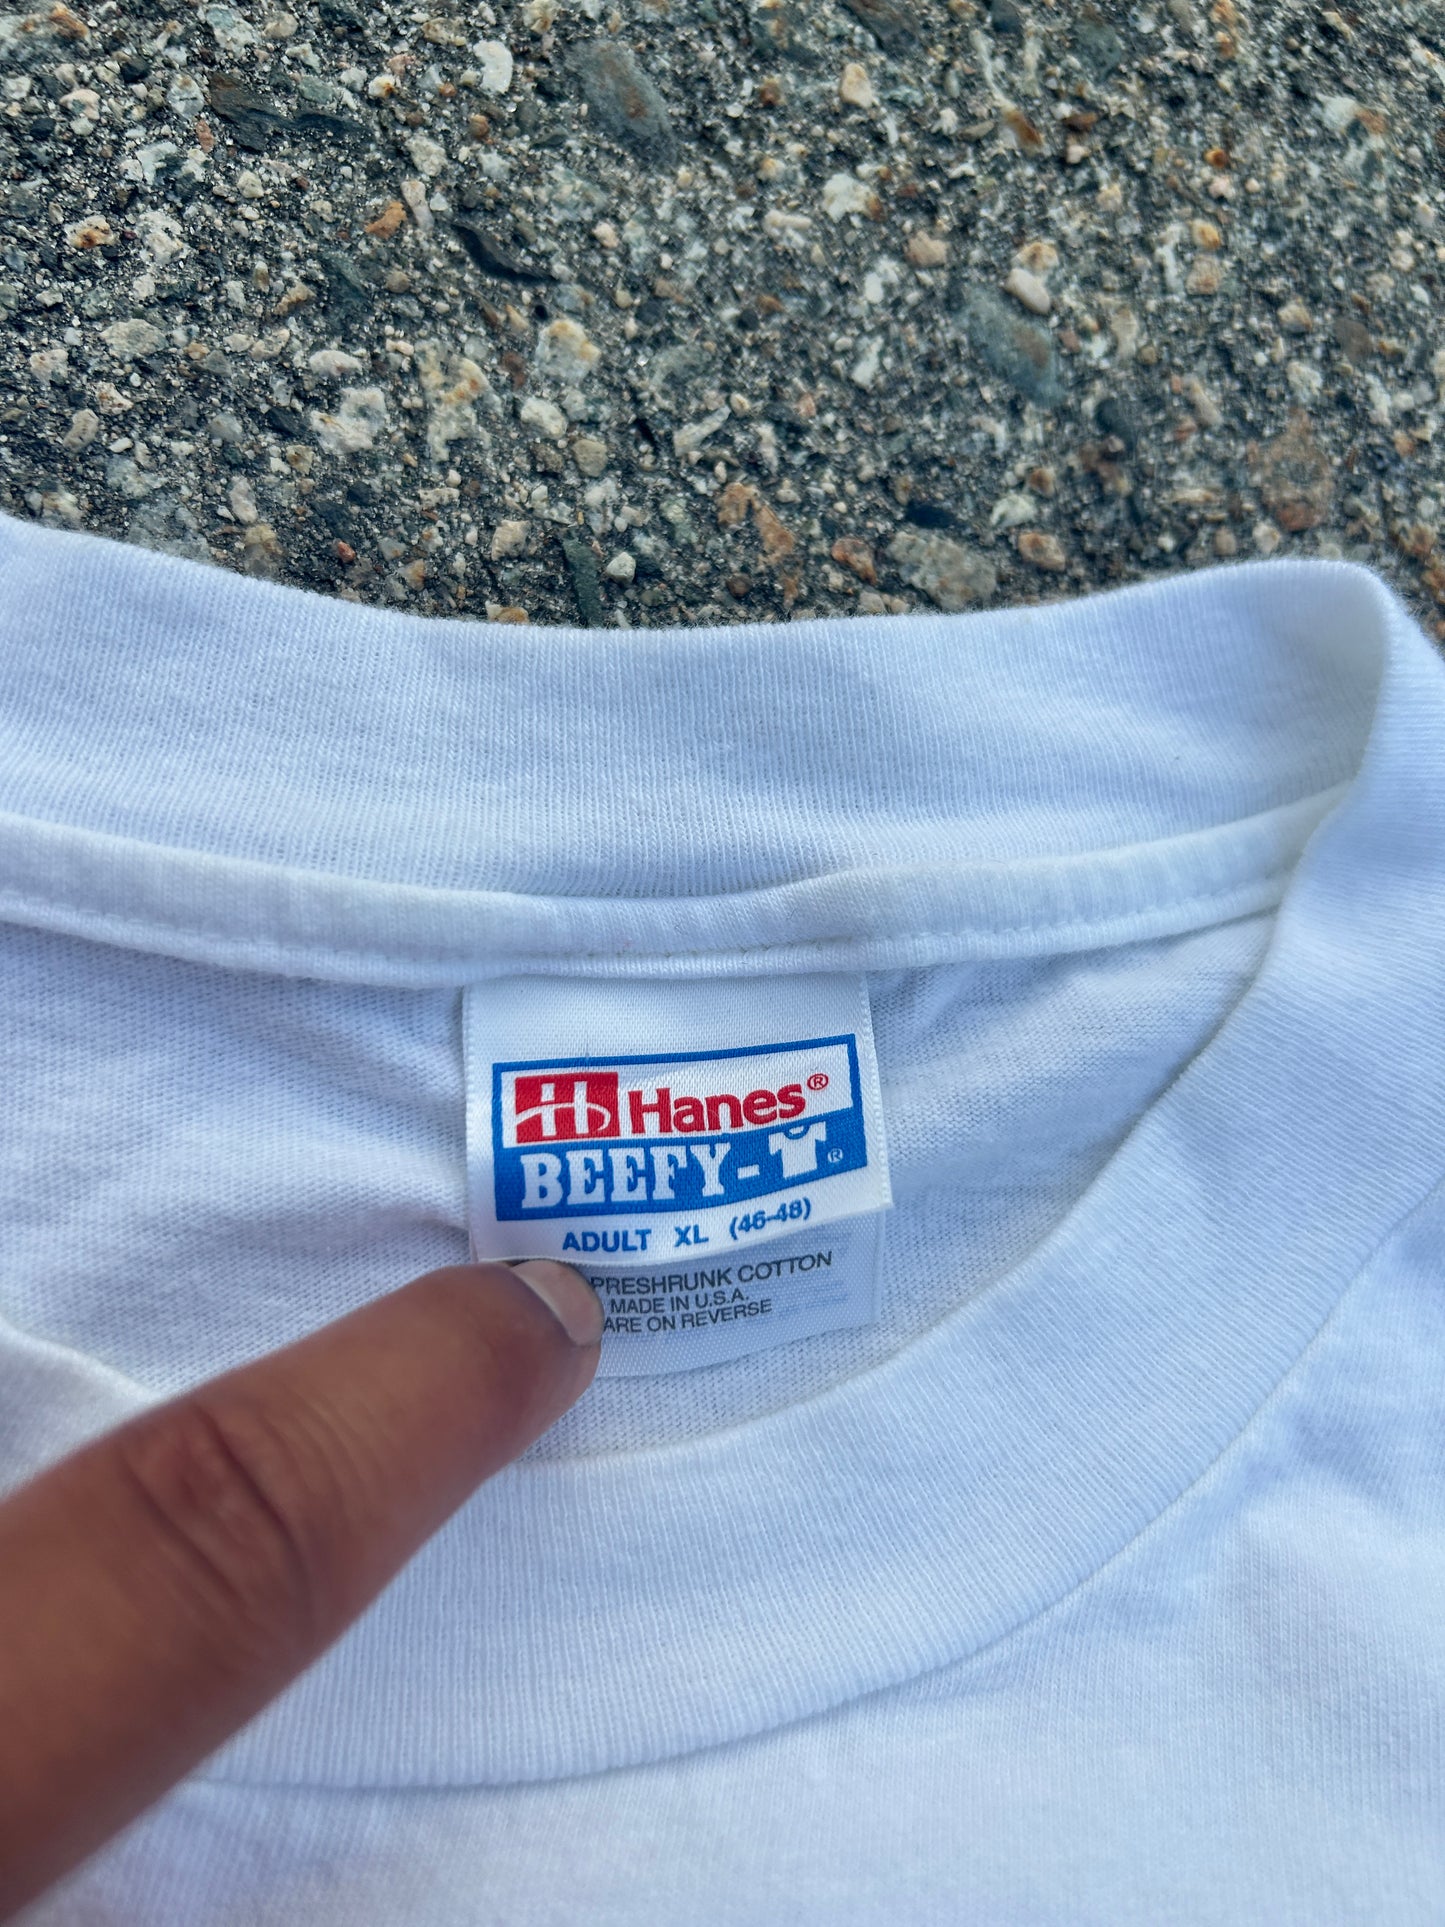 H Hanes®
BEEFY-T®
ADULT XL (46-48)
PRESHRUNK COTTON
MADE IN U.S.A.
ARE ON REVERSE